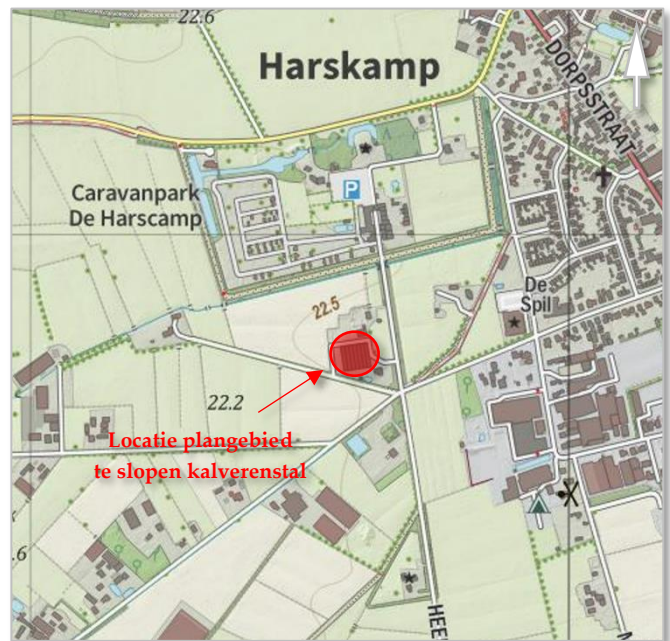 22.6
Harskamp
DORPSSTRAAT
P
Caravanpark
De Harscamp
De
Spil
22.5
22.2
Locatie plangebied
te slopen kalverenstal
.6
HEES